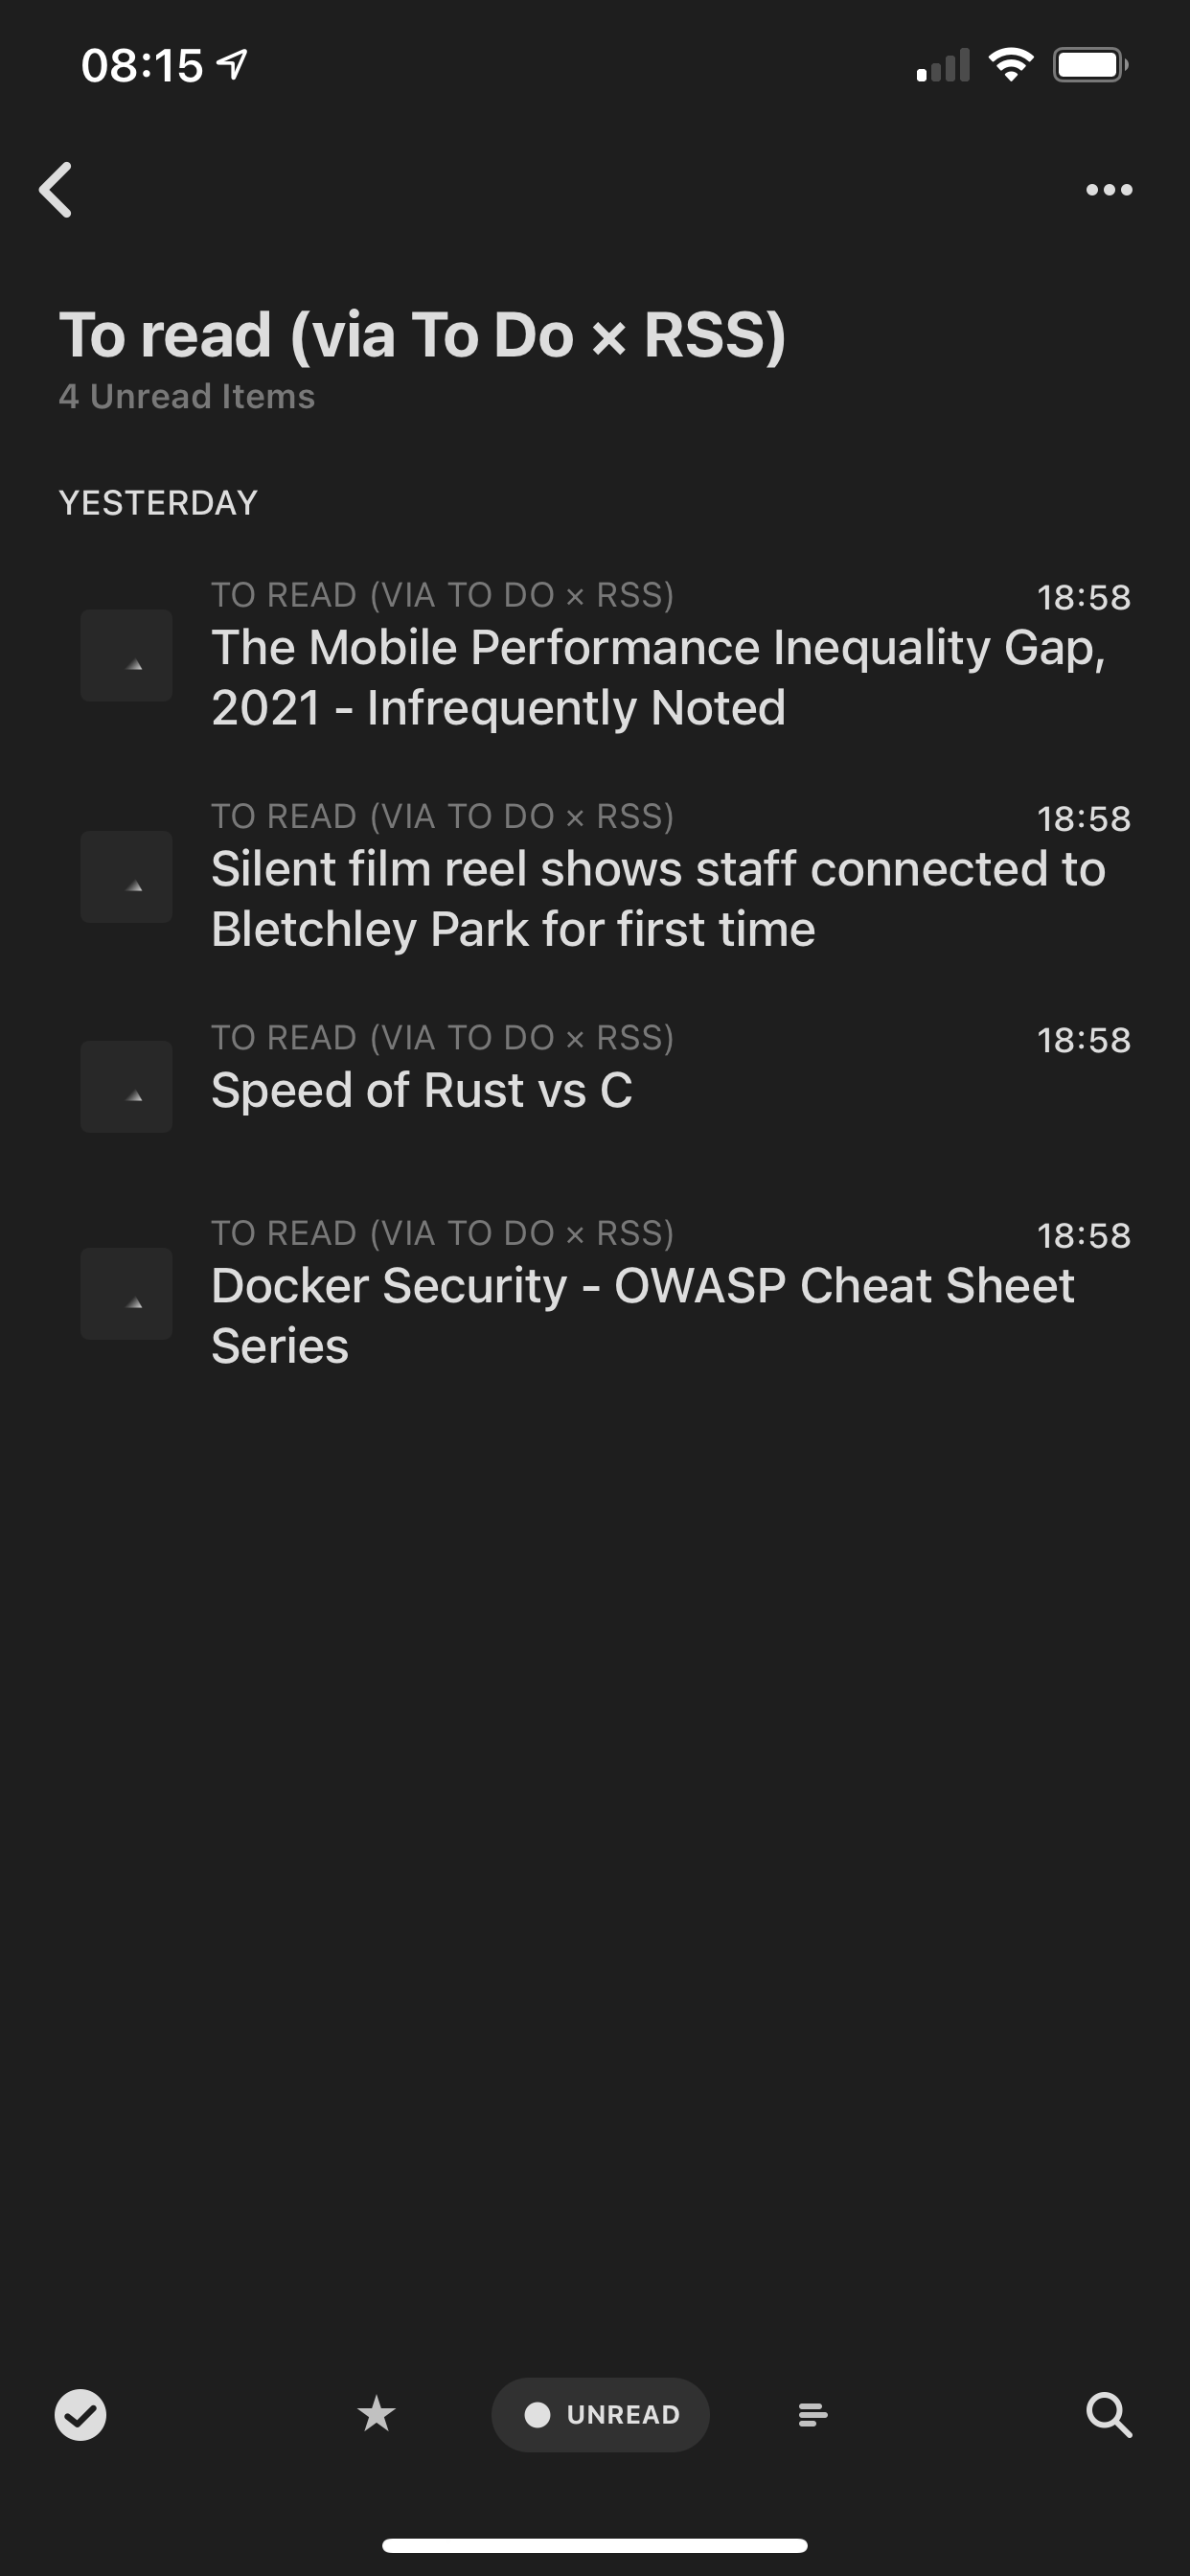 08:15
To read (via To Do × RSS)
4 Unread Items
YESTERDAY
TO READ (VIA TO DO × RSS) 18:58
The Mobile Performance Inequality Gap,
2021 - Infrequently Noted
TO READ (VIA TO DO × RSS) 18:58
Silent film reel shows staff connected to
Bletchley Park for first time
TO READ (VIA TO DO × RSS) 18:58
Speed of Rust vs C
TO READ (VIA TO DO × RSS) 18:58
Docker Security - OWASP Cheat Sheet
Series
UNREAD